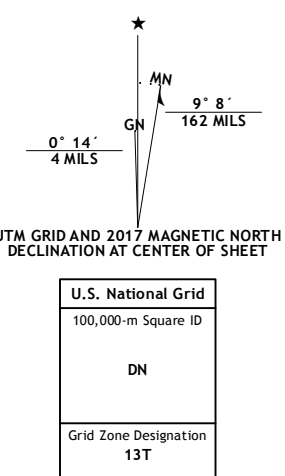 ★
MN
9° 8´
162 MILS
GN
0° 14´
4 MILS
UTM GRID AND 2017 MAGNETIC NORTH
DECLINATION AT CENTER OF SHEET
U.S. National Grid
100,000-m Square ID
DN
Grid Zone Designation
13T